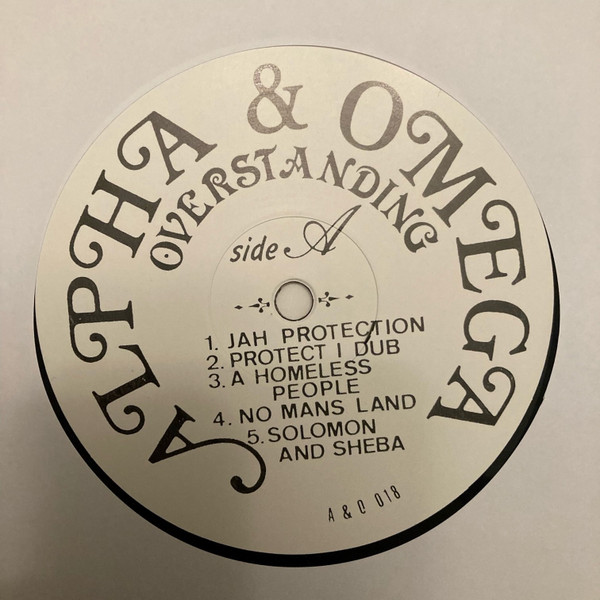 ALPHA & OMEGA
OVERSTANDING
side A
1. JAH PROTECTION
2. PROTECT I DUB
3. A HOMELESS
PEOPLE
4. NO MANS LAND
5. SOLOMON
AND SHEBA
A & O 018